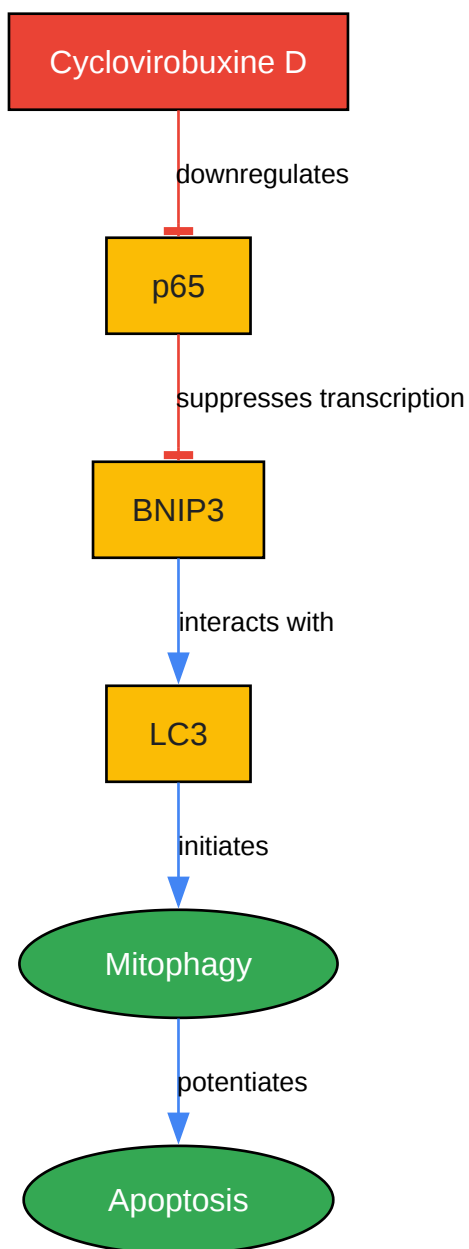 Cyclovirobuxine D
downregulates
p65
suppresses transcription
BNIP3
interacts with
LC3
initiates
Mitophagy
potentiates
Apoptosis